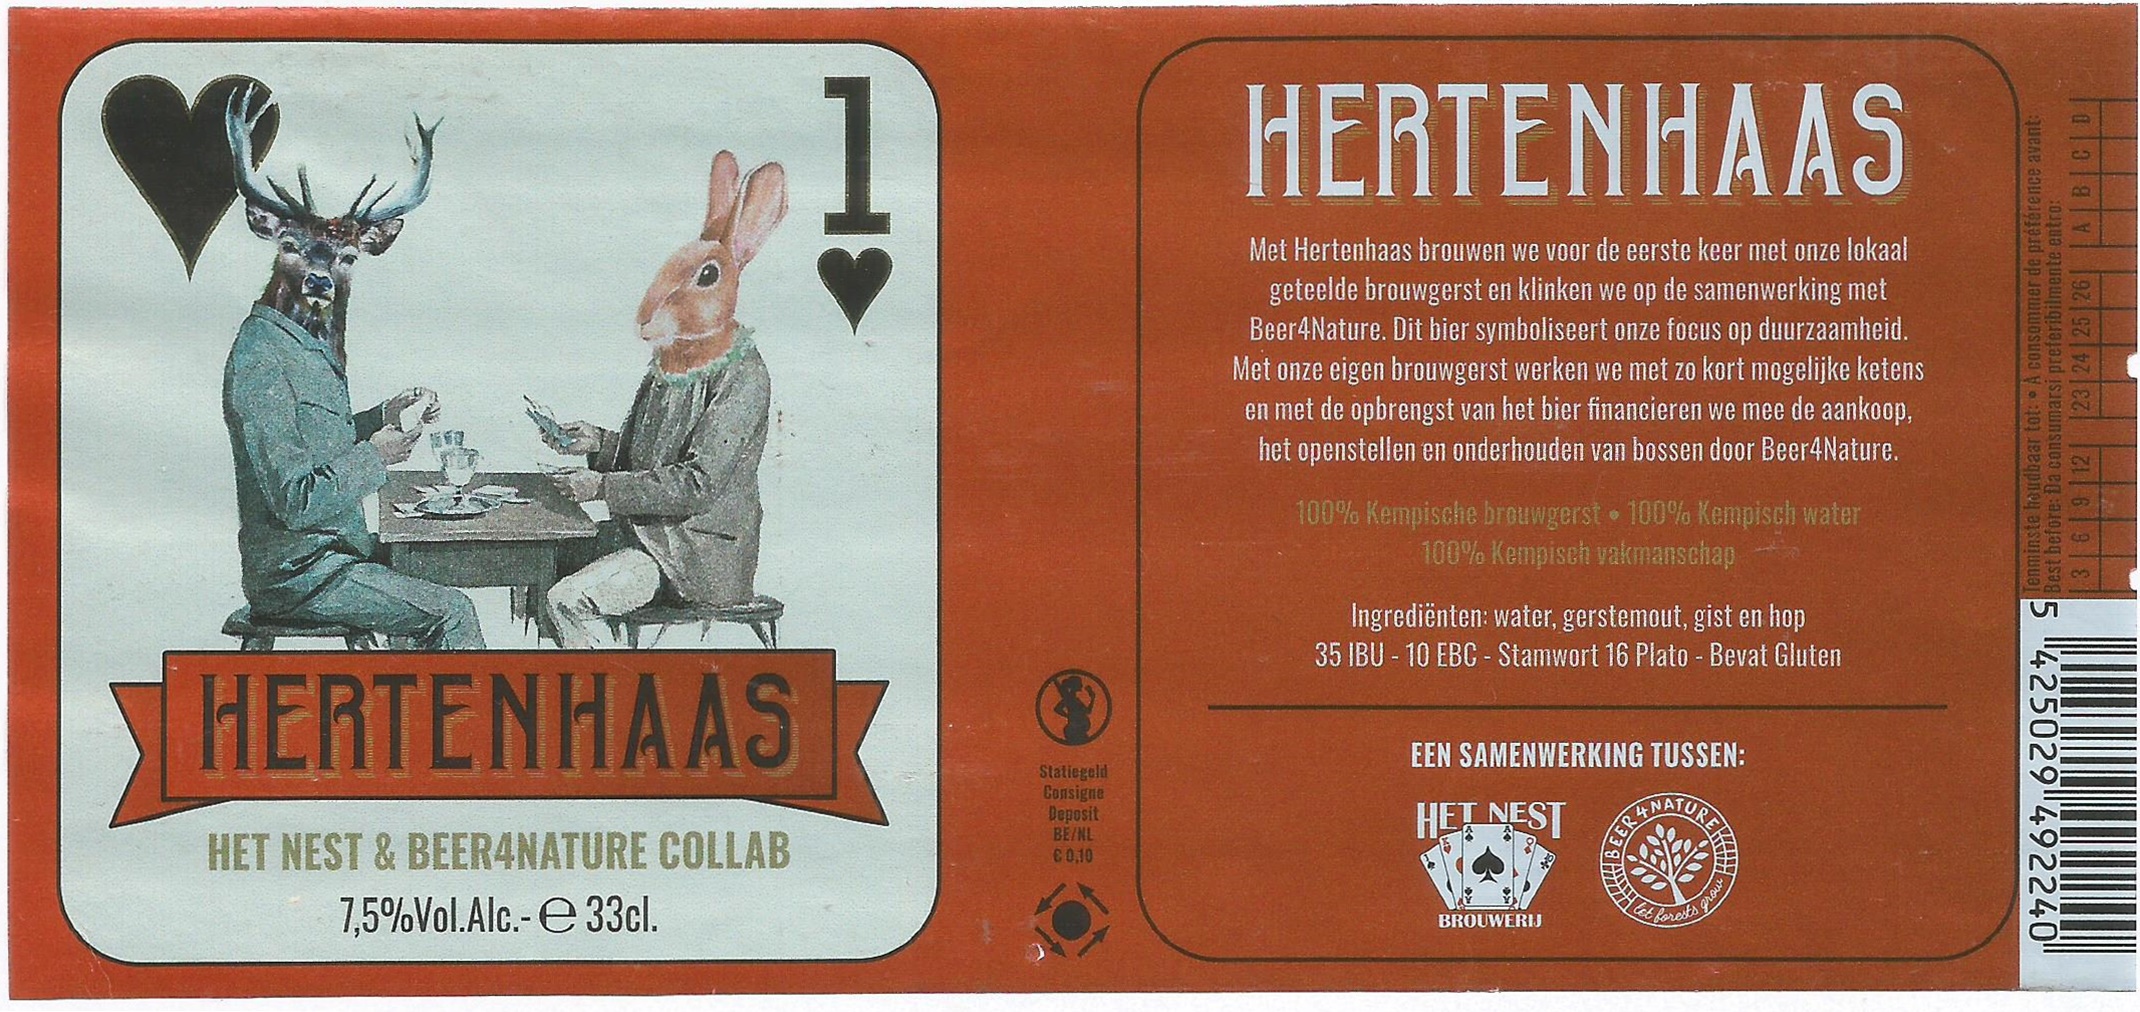 1
HERTENHAAS
HET NEST & BEER4NATURE COLLAB
7,5%Vol.Alc.- ℮ 33cl.
Statiegeld
Consigne
Deposit
BE/NL
€ 0,10
HERTENHAAS
Met Hertenhaas brouwen we voor de eerste keer met onze lokaal
geteelde brouwgerst en klinken we op de samenwerking met
Beer4Nature. Dit bier symboliseert onze focus op duurzaamheid.
Met onze eigen brouwgerst werken we met zo kort mogelijke ketens
en met de opbrengst van het bier financieren we mee de aankoop,
het openstellen en onderhouden van bossen door Beer4Nature.
100% Kempische brouwgerst • 100% Kempisch water
100% Kempisch vakmanschap
Ingrediënten: water, gerstemout, gist en hop
35 IBU - 10 EBC - Stamwort 16 Plato - Bevat Gluten
EEN SAMENWERKING TUSSEN:
HET NEST
BROUWERIJ
BEER4NATURE
let forests grow
Tenminste houdbaar tot: • À consommer de préférence avant:
Best before: Da consumarsi preferibilmente entro:
3 | 6 | 9 | 12 | 23 | 24 | 25 | 26 | A | B | C | D |
5 425029 492240